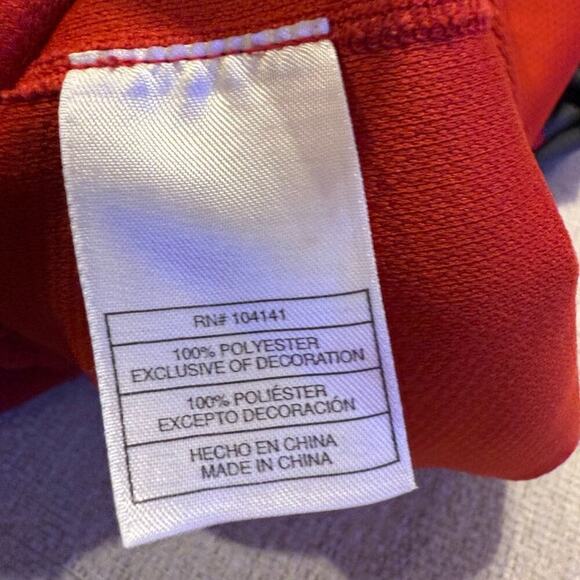 RN# 104141
100% POLYESTER
EXCLUSIVE OF DECORATION
100% POLIÉSTER
EXCEPTO DECORACIÓN
HECHO EN CHINA
MADE IN CHINA